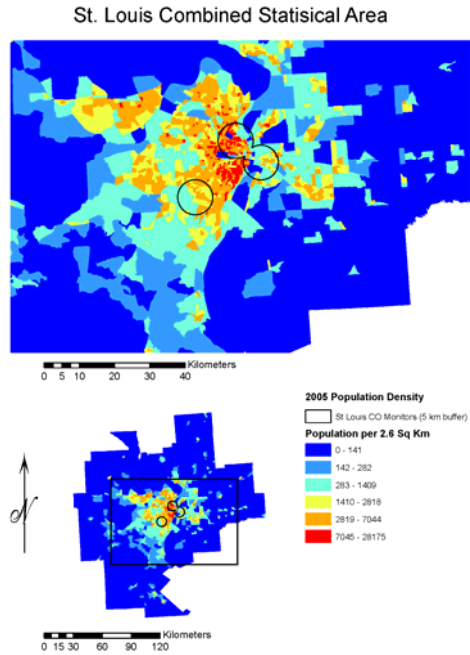 St. Louis Combined Statisical Area
Kilometers
0 5 10 20 30 40
2005 Population Density
St Louis CO Monitors (5 km buffer)
Population per 2.6 Sq Km
0 - 141
142 - 282
283 - 1409
1410 - 2818
2819 - 7044
7045 - 28175
N
Kilometers
0 15 30 60 90 120